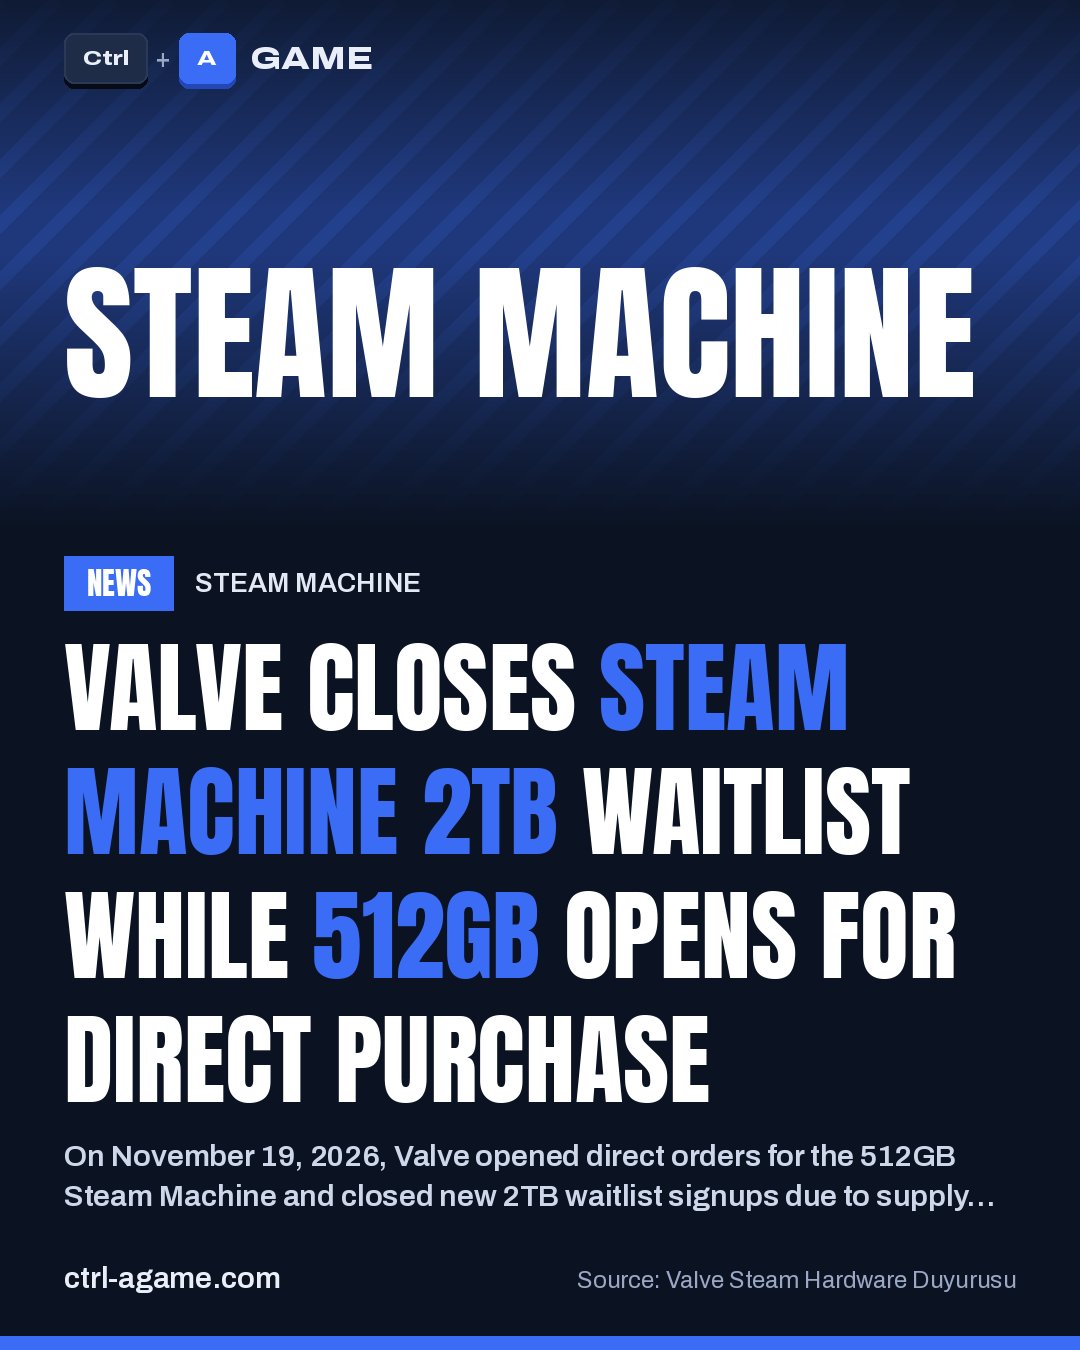 Ctrl + A GAME
STEAM MACHINE
NEWS STEAM MACHINE
VALVE CLOSES STEAM
MACHINE 2TB WAITLIST
WHILE 512GB OPENS FOR
DIRECT PURCHASE
On November 19, 2026, Valve opened direct orders for the 512GB
Steam Machine and closed new 2TB waitlist signups due to supply...
ctrl-agame.com Source: Valve Steam Hardware Duyurusu